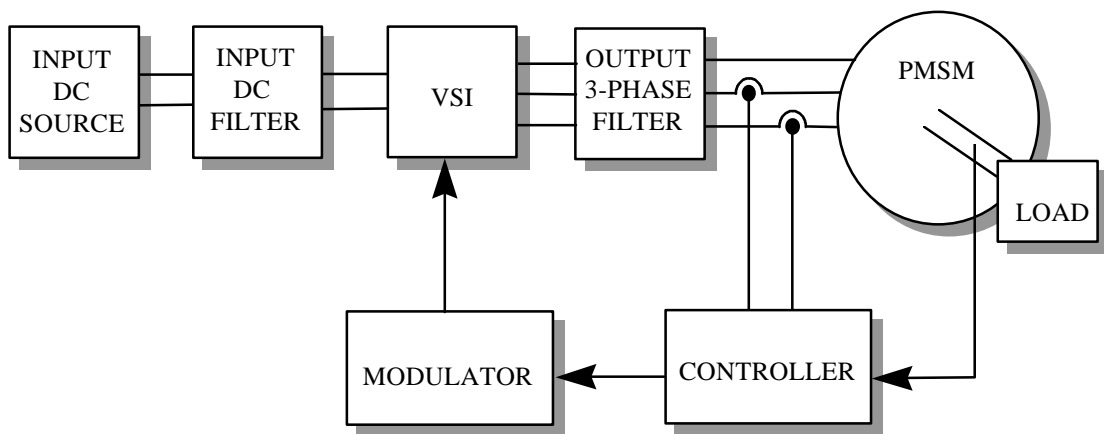 INPUT
DC
SOURCE
INPUT
DC
FILTER
VSI
OUTPUT
3-PHASE
FILTER
PMSM
LOAD
MODULATOR
CONTROLLER